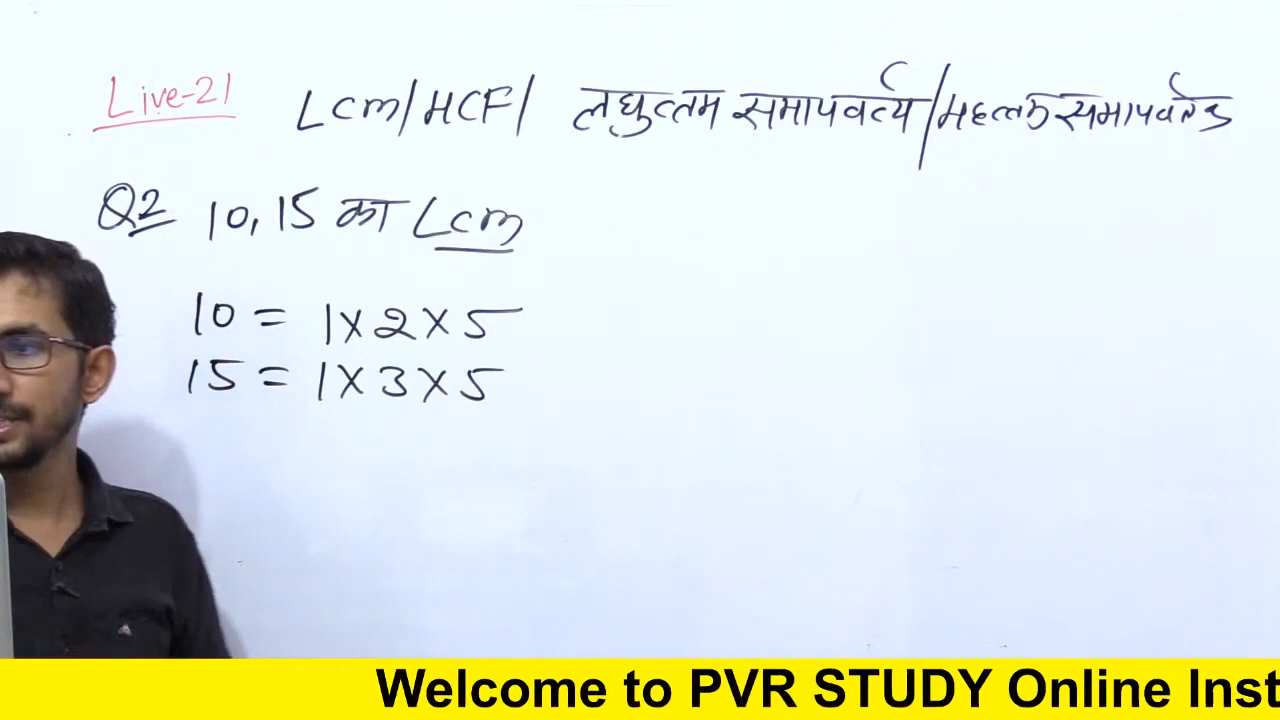 Live-21 Lcm/HCF/ लघुत्तम समापवर्त्य/महत्तम समापवर्तक
Q2 10, 15 का Lcm
10 = 1×2×5
15 = 1×3×5
Welcome to PVR STUDY Online Inst